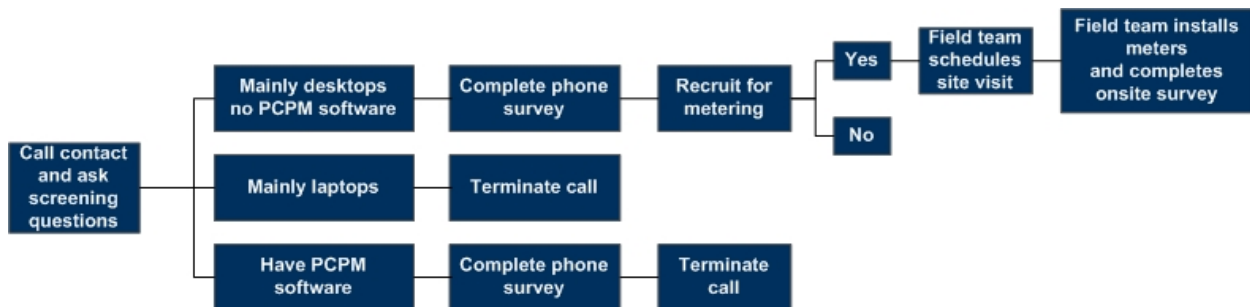 Call contact
and ask
screening
questions
Mainly desktops
no PCPM software
Complete phone
survey
Recruit for
metering
Yes
Field team
schedules
site visit
Field team installs
meters
and completes
onsite survey
No
Mainly laptops
Terminate call
Have PCPM
software
Complete phone
survey
Terminate
call